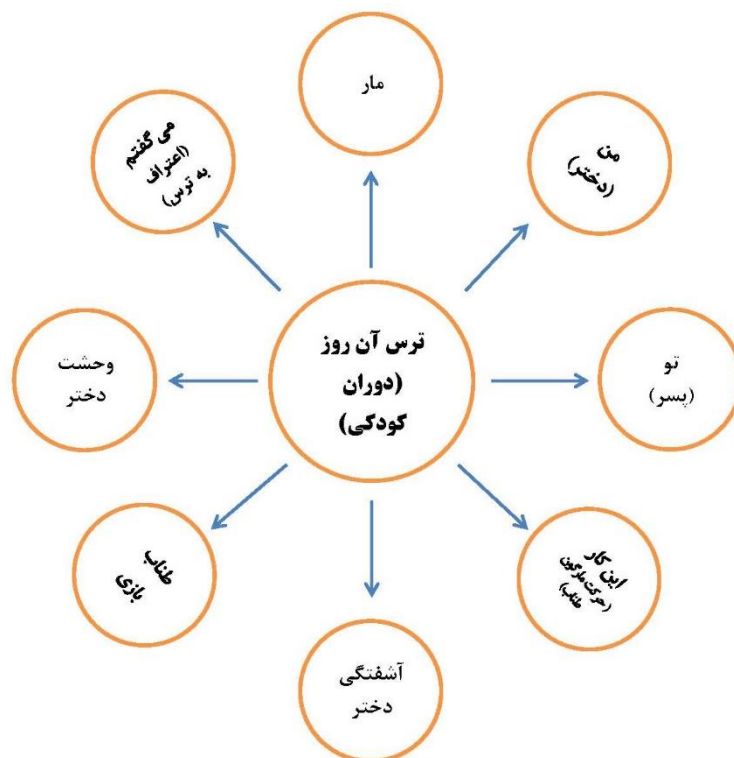 مار
من
(دختر)
تو
(پسر)
این کار
(حرکت مارگون
طناب)
آشفتگی
دختر
طناب
بازی
وحشت
دختر
می گفتم
(اعتراف
به ترس)
ترس آن روز
(دوران
کودکی)